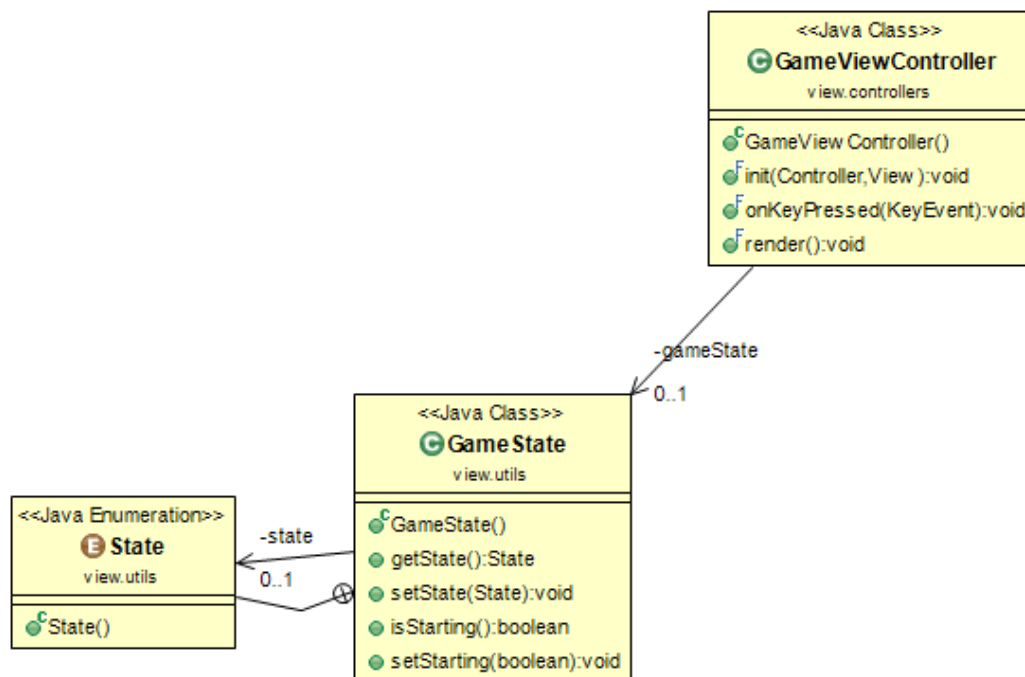 <<Java Class>>
GameViewController
view.controllers
GameViewController()
init(Controller,View):void
onKeyPressed(KeyEvent):void
render():void
-gameState
0..1
<<Java Class>>
GameState
view.utils
GameState()
getState():State
setState(State):void
isStarting():boolean
setStarting(boolean):void
-state
0..1
<<Java Enumeration>>
State
view.utils
State()